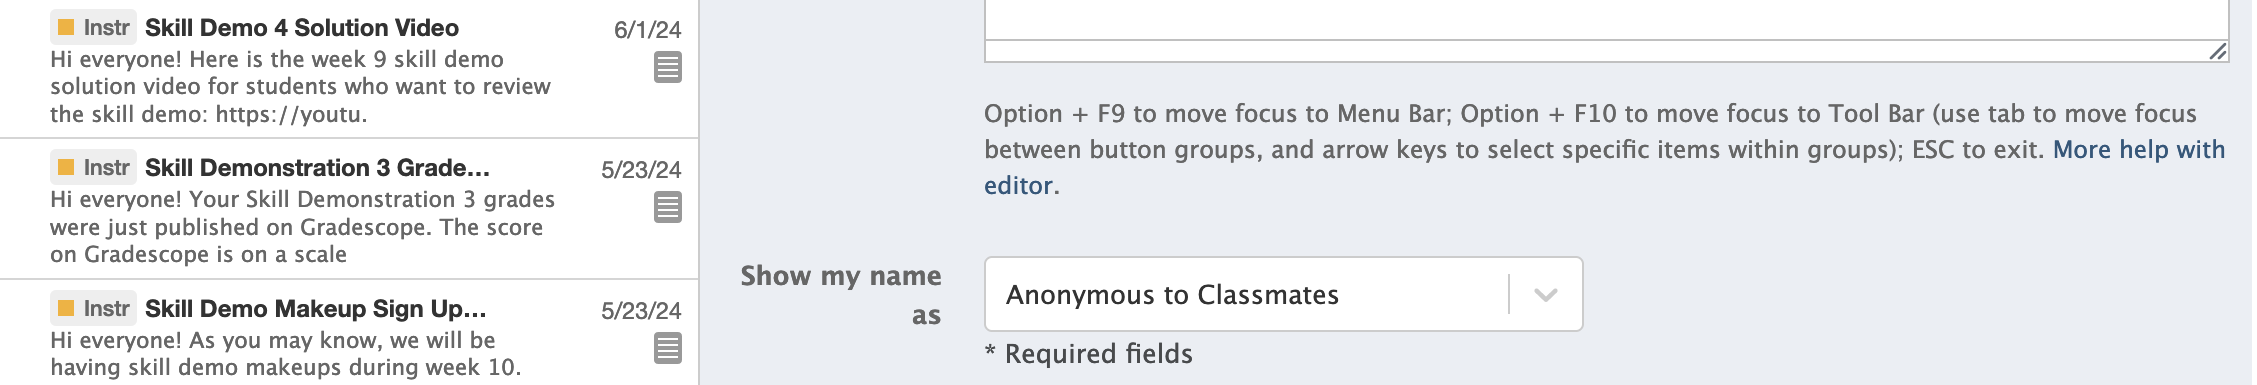 Instr Skill Demo 4 Solution Video 6/1/24
Hi everyone! Here is the week 9 skill demo
solution video for students who want to review
the skill demo: https://youtu.
Instr Skill Demonstration 3 Grade... 5/23/24
Hi everyone! Your Skill Demonstration 3 grades
were just published on Gradescope. The score
on Gradescope is on a scale
Instr Skill Demo Makeup Sign Up... 5/23/24
Hi everyone! As you may know, we will be
having skill demo makeups during week 10.
Option + F9 to move focus to Menu Bar; Option + F10 to move focus to Tool Bar (use tab to move focus
between button groups, and arrow keys to select specific items within groups); ESC to exit. More help with
editor.
Show my name
as
Anonymous to Classmates
* Required fields